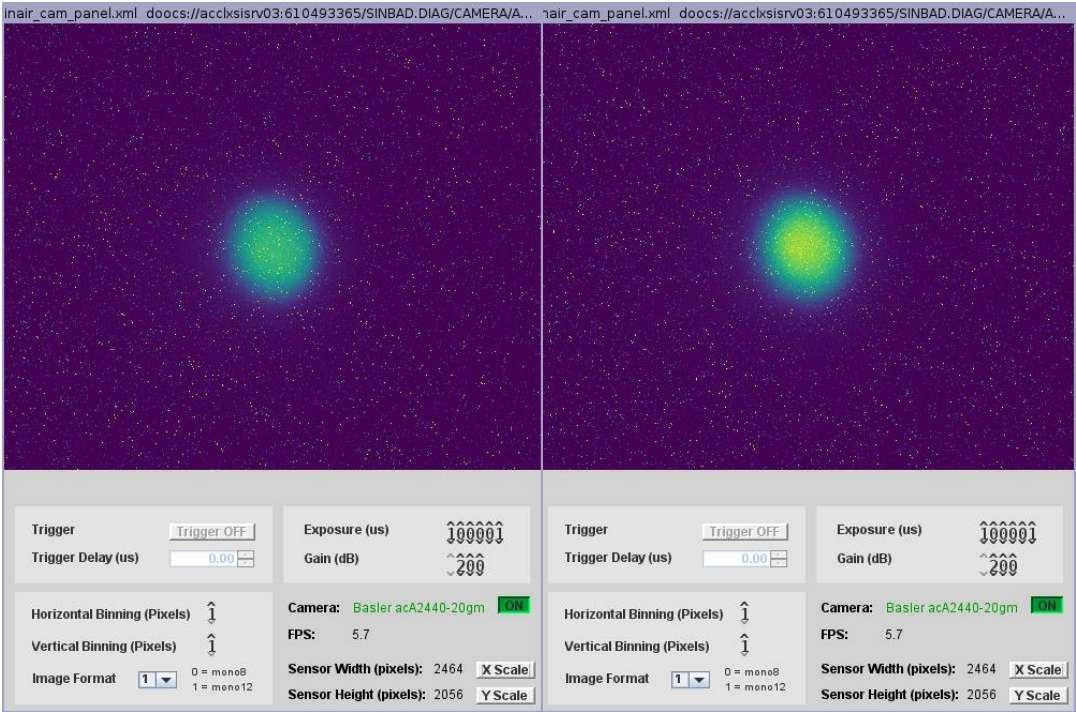 inair_cam_panel.xml doocs://acclxsisrv03:610493365/SINBAD.DIAG/CAMERA/A...
Trigger
Trigger OFF
Trigger Delay (us)
0.00
Exposure (us)
100001
Gain (dB)
200
Horizontal Binning (Pixels)
1
Vertical Binning (Pixels)
1
Image Format
1
0 = mono8
1 = mono12
Camera: Basler acA2440-20gm ON
FPS: 5.7
Sensor Width (pixels): 2464 X Scale
Sensor Height (pixels): 2056 Y Scale
nair_cam_panel.xml doocs://acclxsisrv03:610493365/SINBAD.DIAG/CAMERA/A...
Trigger
Trigger OFF
Trigger Delay (us)
0.00
Exposure (us)
100001
Gain (dB)
200
Horizontal Binning (Pixels)
1
Vertical Binning (Pixels)
1
Image Format
1
0 = mono8
1 = mono12
Camera: Basler acA2440-20gm ON
FPS: 5.7
Sensor Width (pixels): 2464 X Scale
Sensor Height (pixels): 2056 Y Scale